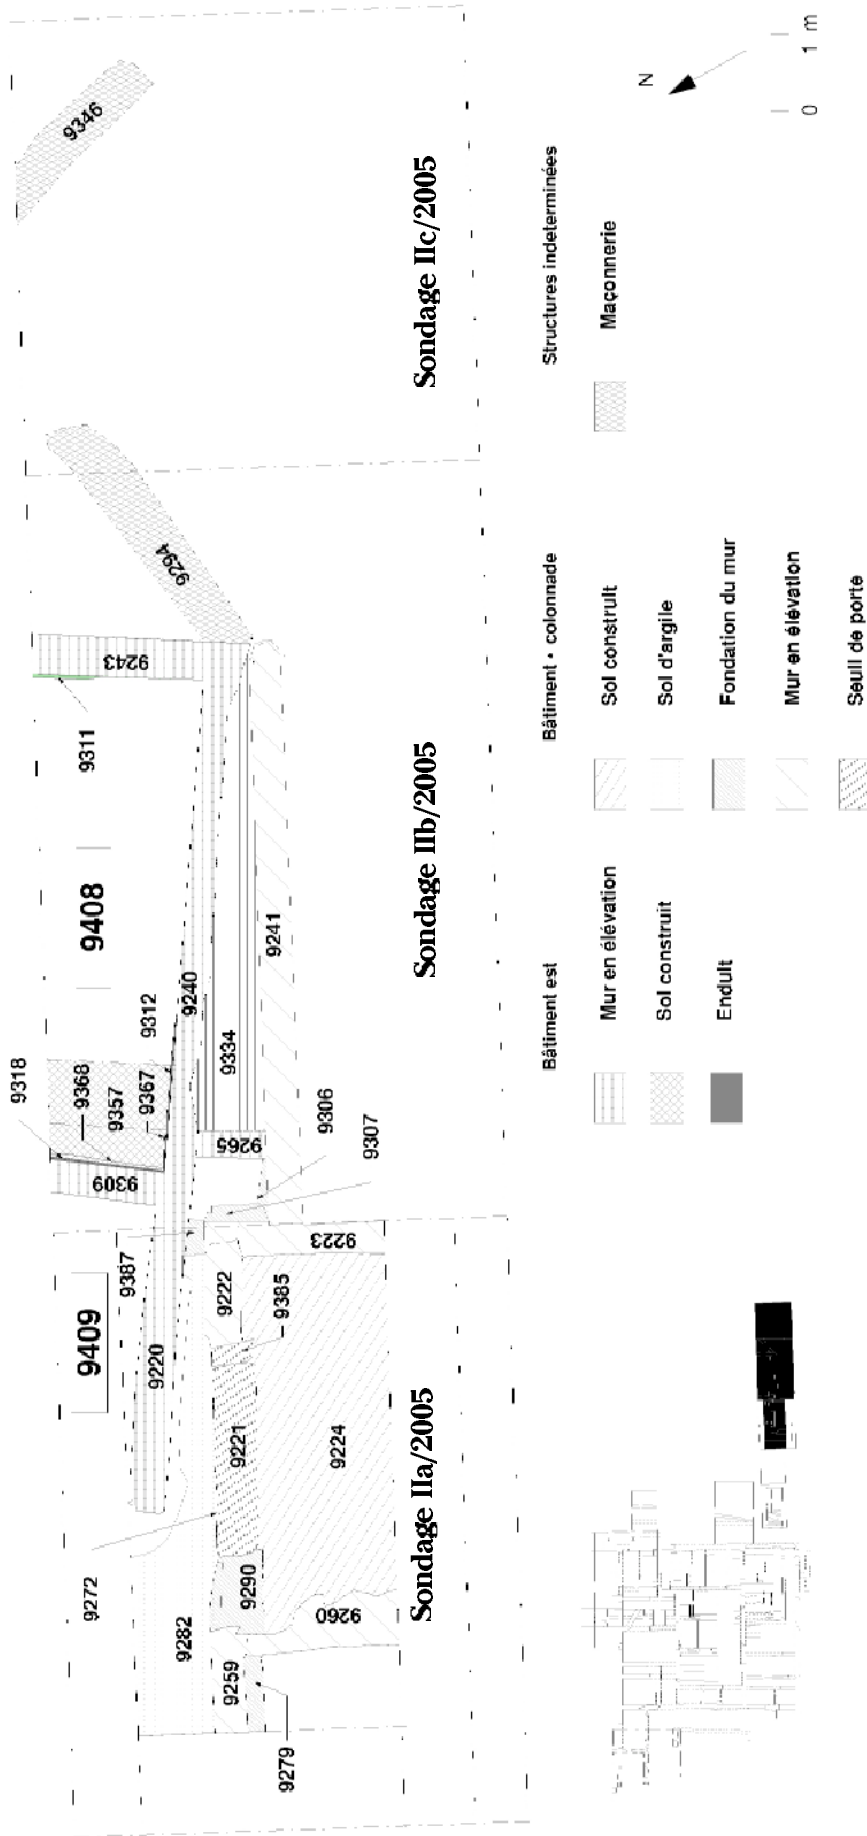 9346
Sondage IIc/2005
9294
9243
9311
9408
9312
9240
9241
9334
9318
9368
9357
9367
9309
9265
9306
9307
Sondage IIb/2005
9223
9387
9222
9385
9409
9220
9221
9224
9272
9290
9260
9282
9259
9279
Sondage IIa/2005
Bâtiment est
Mur en élévation
Sol construit
Enduit
Bâtiment • colonnade
Sol construit
Sol d'argile
Fondation du mur
Mur en élévation
Seuil de porte
Structures indeterminées
Maçonnerie
N
0 1 m